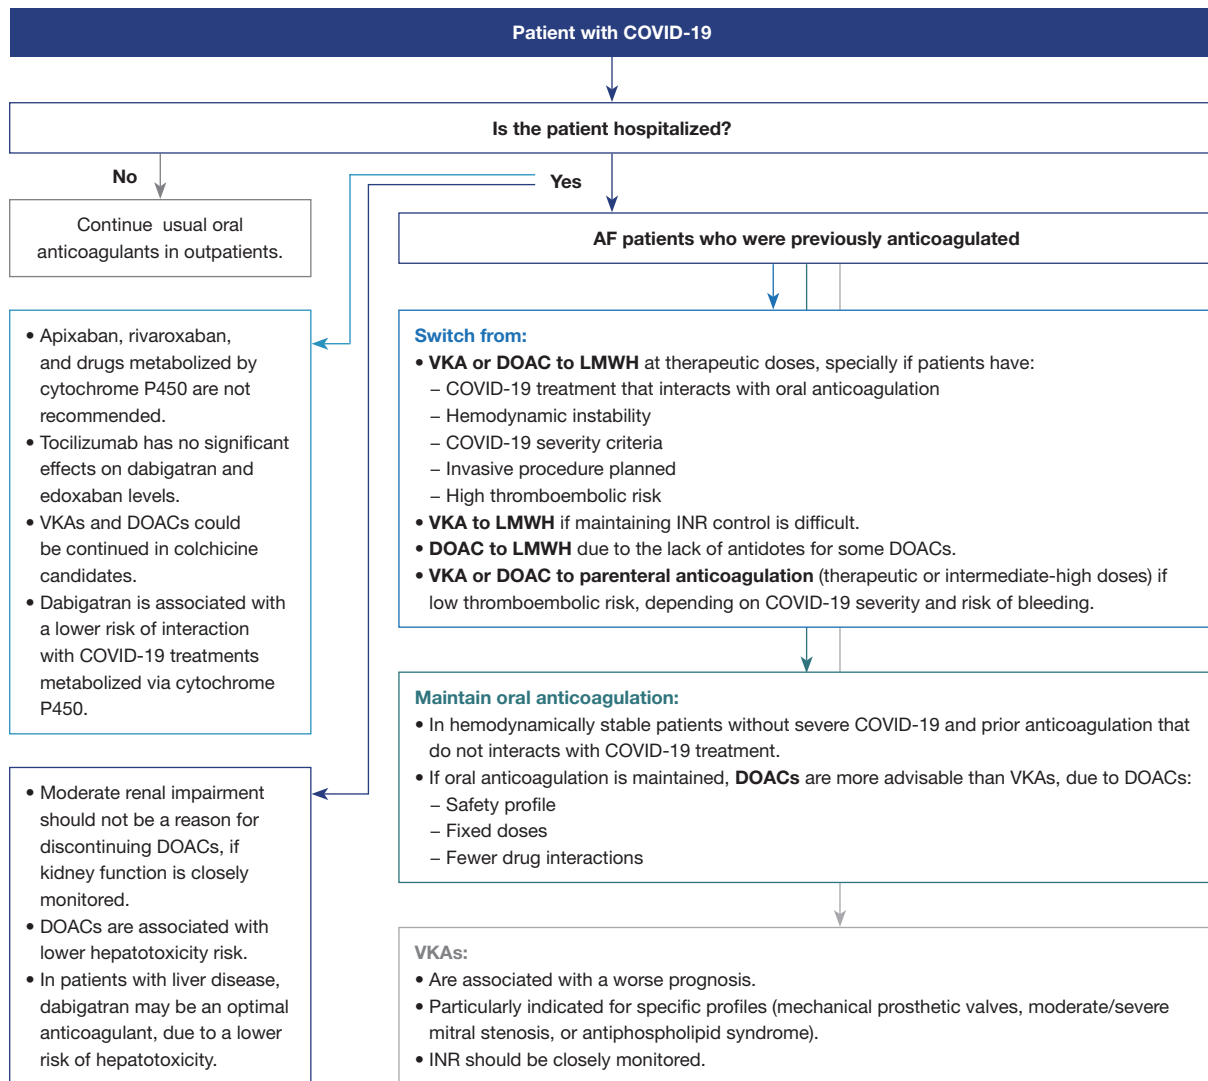 Patient with COVID-19
Is the patient hospitalized?
No
Yes
Continue usual oral
anticoagulants in outpatients.
AF patients who were previously anticoagulated
• Apixaban, rivaroxaban,
and drugs metabolized by
cytochrome P450 are not
recommended.
• Tocilizumab has no significant
effects on dabigatran and
edoxaban levels.
• VKAs and DOACs could
be continued in colchicine
candidates.
• Dabigatran is associated with
a lower risk of interaction
with COVID-19 treatments
metabolized via cytochrome
P450.
• Moderate renal impairment
should not be a reason for
discontinuing DOACs, if
kidney function is closely
monitored.
• DOACs are associated with
lower hepatotoxicity risk.
• In patients with liver disease,
dabigatran may be an optimal
anticoagulant, due to a lower
risk of hepatotoxicity.
Switch from:
• VKA or DOAC to LMWH at therapeutic doses, specially if patients have:
– COVID-19 treatment that interacts with oral anticoagulation
– Hemodynamic instability
– COVID-19 severity criteria
– Invasive procedure planned
– High thromboembolic risk
• VKA to LMWH if maintaining INR control is difficult.
• DOAC to LMWH due to the lack of antidotes for some DOACs.
• VKA or DOAC to parenteral anticoagulation (therapeutic or intermediate-high doses) if
low thromboembolic risk, depending on COVID-19 severity and risk of bleeding.
Maintain oral anticoagulation:
• In hemodynamically stable patients without severe COVID-19 and prior anticoagulation that
do not interacts with COVID-19 treatment.
• If oral anticoagulation is maintained, DOACs are more advisable than VKAs, due to DOACs:
– Safety profile
– Fixed doses
– Fewer drug interactions
VKAs:
• Are associated with a worse prognosis.
• Particularly indicated for specific profiles (mechanical prosthetic valves, moderate/severe
mitral stenosis, or antiphospholipid syndrome).
• INR should be closely monitored.